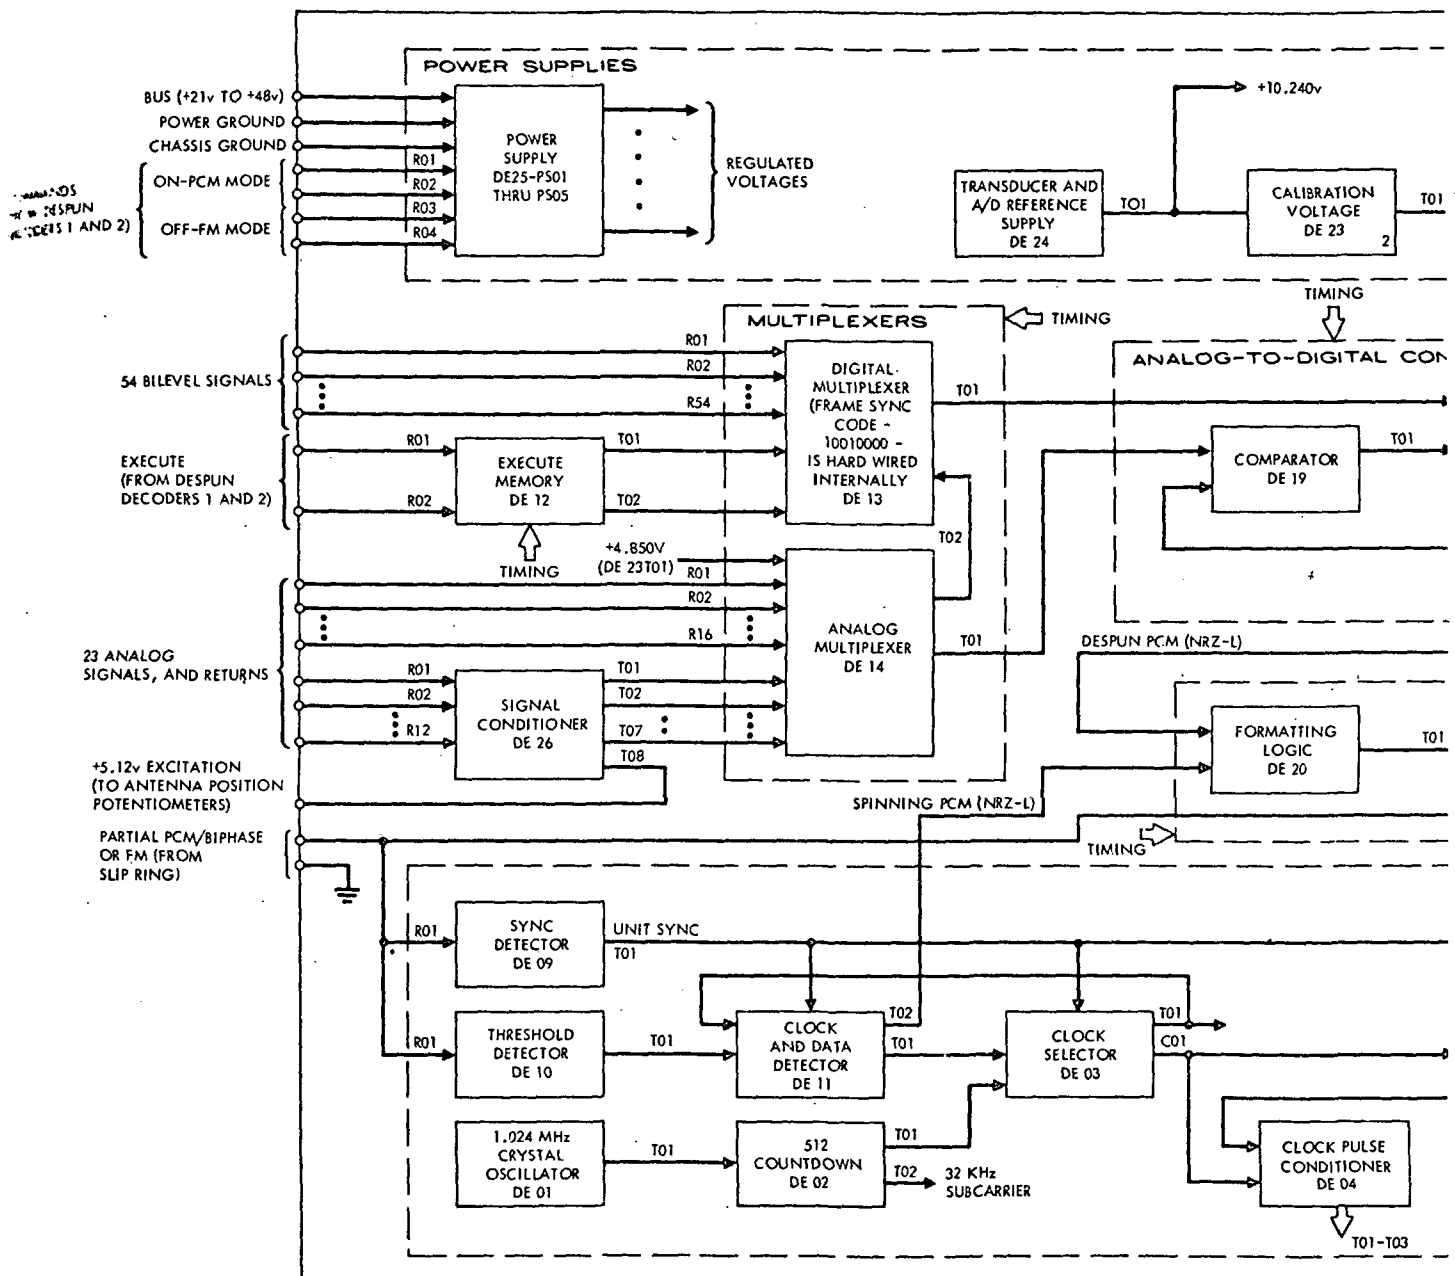 POWER SUPPLIES
BUS (+21v TO +48v)
POWER GROUND
CHASSIS GROUND
DESPUN
1 AND 2)
ON-PCM MODE
OFF-FM MODE
R01
R02
R03
R04
POWER
SUPPLY
DE25-PS01
THRU PS05
REGULATED
VOLTAGES
TRANSDUCER AND
A/D REFERENCE
SUPPLY
DE 24
TO1
+10.240v
CALIBRATION
VOLTAGE
DE 23
2
T01
TIMING
MULTIPLEXERS
TIMING
ANALOG-TO-DIGITAL CON
54 BILEVEL SIGNALS
R01
R02
R54
DIGITAL
MULTIPLEXER
(FRAME SYNC
CODE -
10010000 -
IS HARD WIRED
INTERNALLY
DE 13
T01
EXECUTE
(FROM DESPUN
DECODERS 1 AND 2)
R01
R02
EXECUTE
MEMORY
DE 12
T01
T02
TIMING
COMPARATOR
DE 19
T01
T02
+4.850V
(DE 23T01)
R01
R02
R16
23 ANALOG
SIGNALS, AND RETURNS
ANALOG
MULTIPLEXER
DE 14
T01
R01
R02
R12
SIGNAL
CONDITIONER
DE 26
T01
T02
T07
T08
DESPUN PCM (NRZ-L)
FORMATTING
LOGIC
DE 20
T01
+5.12v EXCITATION
(TO ANTENNA POSITION
POTENTIOMETERS)
SPINNING PCM (NRZ-L)
TIMING
PARTIAL PCM/BIPHASE
OR FM (FROM
SLIP RING)
R01
SYNC
DETECTOR
DE 09
UNIT SYNC
T01
R01
THRESHOLD
DETECTOR
DE 10
T01
CLOCK
AND DATA
DETECTOR
DE 11
T02
T01
CLOCK
SELECTOR
DE 03
T01
C01
1.024 MHz
CRYSTAL
OSCILLATOR
DE 01
T01
512
COUNTDOWN
DE 02
T01
T02
32 KHz
SUBCARRIER
CLOCK PULSE
CONDITIONER
DE 04
T01-T03